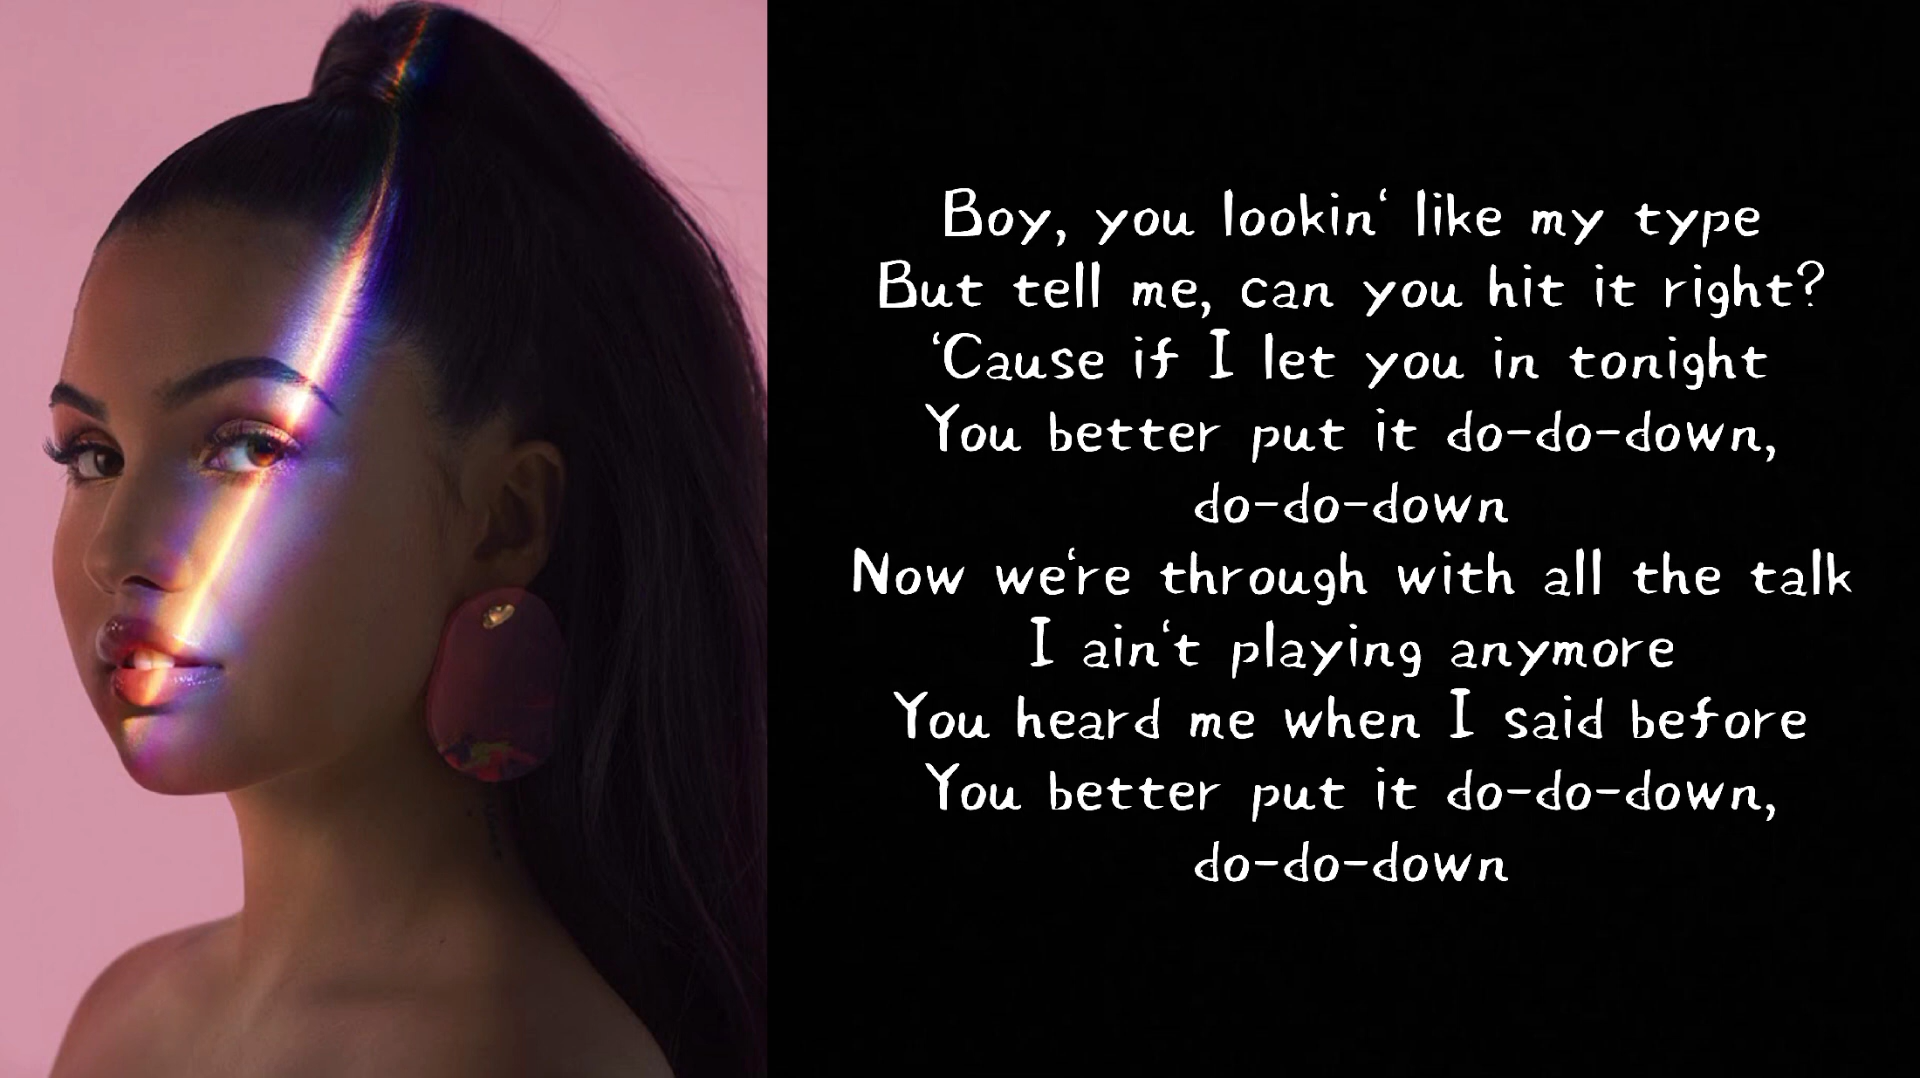 Boy, you lookin‘ like my type
But tell me, can you hit it right?
‘Cause if I let you in tonight
You better put it do-do-down,
do-do-down
Now we‘re through with all the talk
I ain‘t playing anymore
You heard me when I said before
You better put it do-do-down,
do-do-down